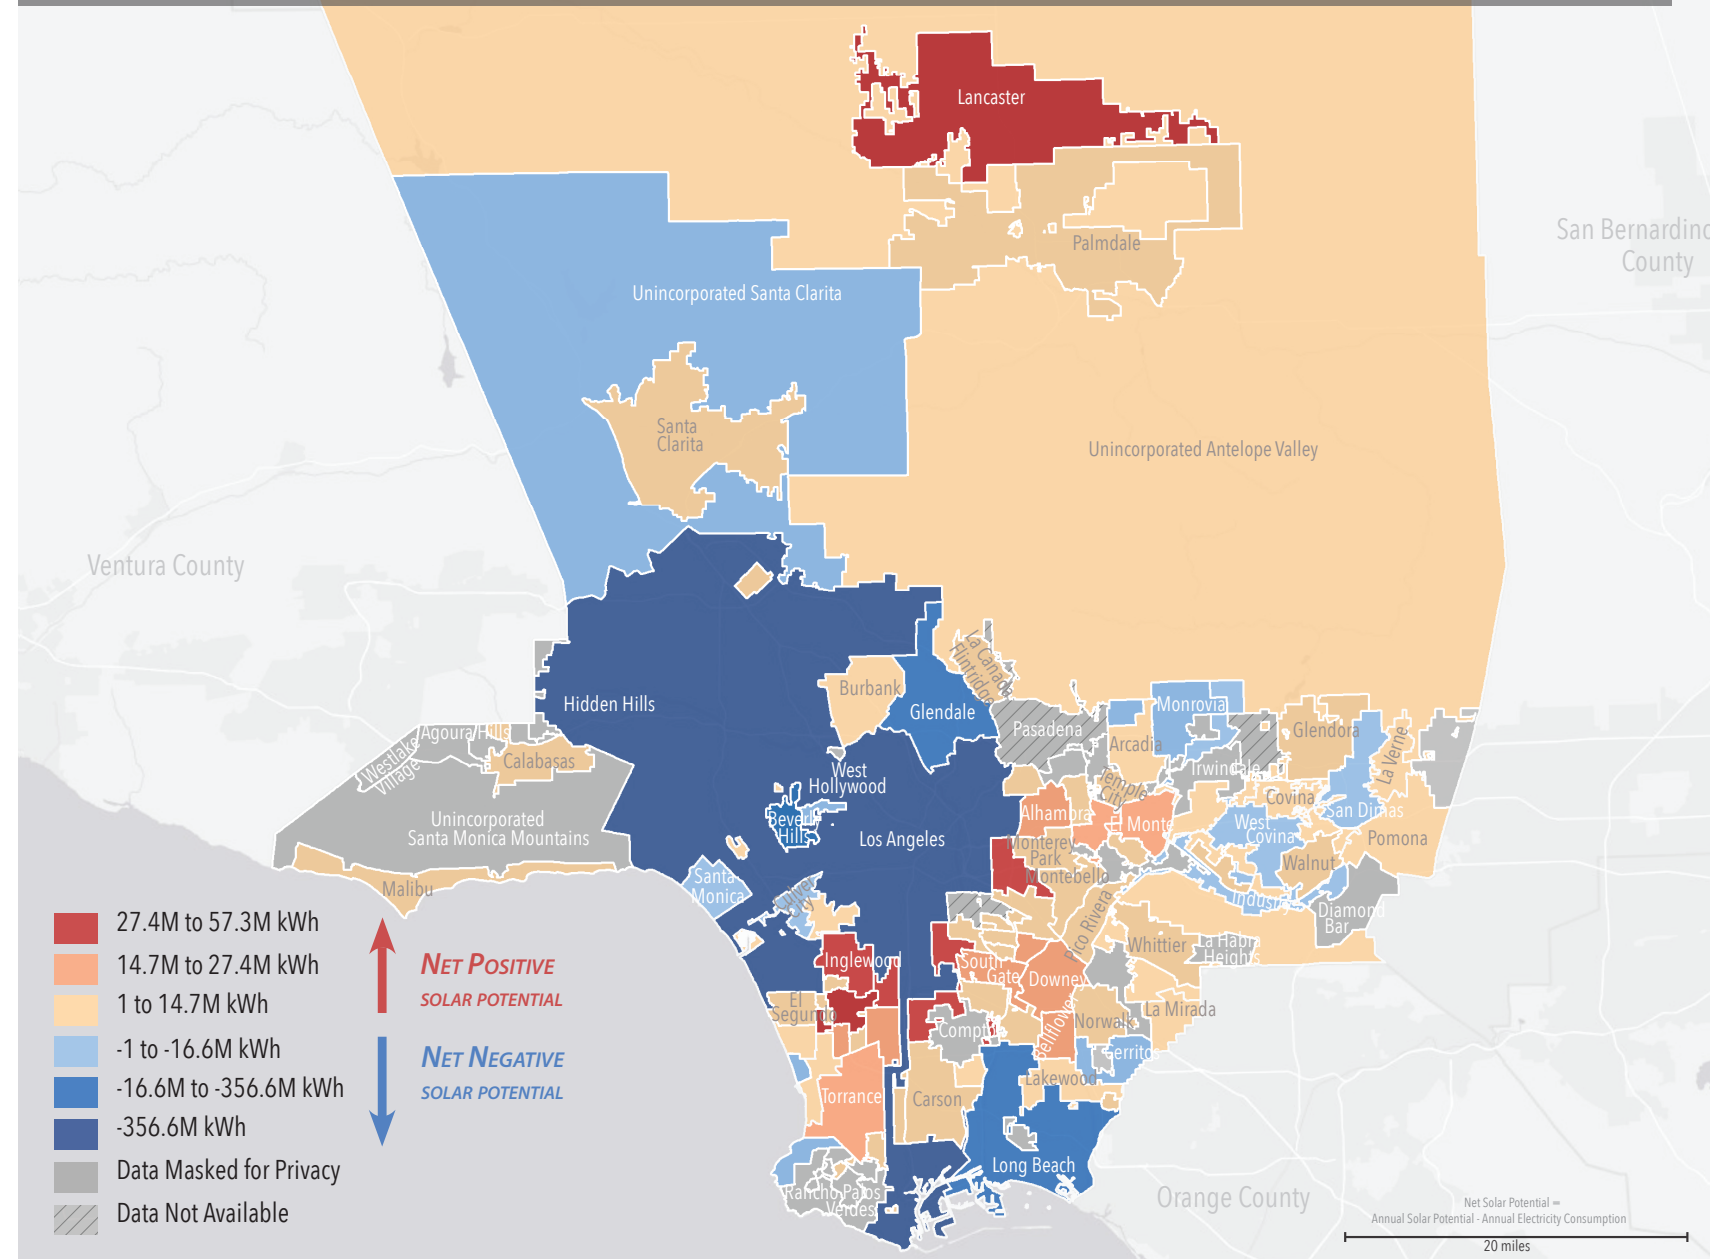 Lancaster
San Bernardino
County
Palmdale
Unincorporated Santa Clarita
Santa
Clarita
Unincorporated Antelope Valley
Ventura County
La Canada
Flintridge
Burbank
Hidden Hills
Glendale
Monrovia
Pasadena
Agoura Hills
Arcadia
Glendora
La Verne
Westlake
Village
Calabasas
West
Hollywood
Temple
City
Irwindale
Covina
San Dimas
Unincorporated
Santa Monica Mountains
Beverly
Hills
Los Angeles
Alhambra
El Monte
West
Covina
Pomona
Monterey
Park
Montebello
Walnut
Malibu
Santa
Monica
Culver
City
Industry
Diamond
Bar
Pico Rivera
Whittier
La Habra
Heights
Inglewood
South
Gate
Downey
El
Segundo
Compton
Bellflower
Norwalk
La Mirada
Cerritos
Lakewood
Torrance
Carson
Long Beach
Rancho Palos
Verdes
Orange County
27.4M to 57.3M kWh
14.7M to 27.4M kWh
1 to 14.7M kWh
-1 to -16.6M kWh
-16.6M to -356.6M kWh
-356.6M kWh
Data Masked for Privacy
Data Not Available
Net Positive
solar potential
Net Negative
solar potential
Net Solar Potential =
Annual Solar Potential - Annual Electricity Consumption
20 miles